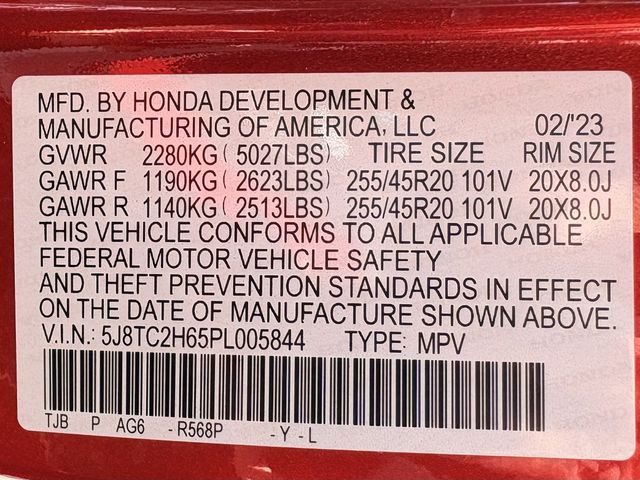 MFD. BY HONDA DEVELOPMENT &
MANUFACTURING OF AMERICA, LLC 02/'23
GVWR 2280KG ( 5027LBS) TIRE SIZE RIM SIZE
GAWR F 1190KG ( 2623LBS) 255/45R20 101V 20X8.0J
GAWR R 1140KG ( 2513LBS) 255/45R20 101V 20X8.0J
THIS VEHICLE CONFORMS TO ALL APPLICABLE
FEDERAL MOTOR VEHICLE SAFETY
AND THEFT PREVENTION STANDARDS IN EFFECT
ON THE DATE OF MANUFACTURE SHOWN ABOVE.
V.I.N.: 5J8TC2H65PL005844 TYPE: MPV
TJB P AG6 - R568P - Y - L